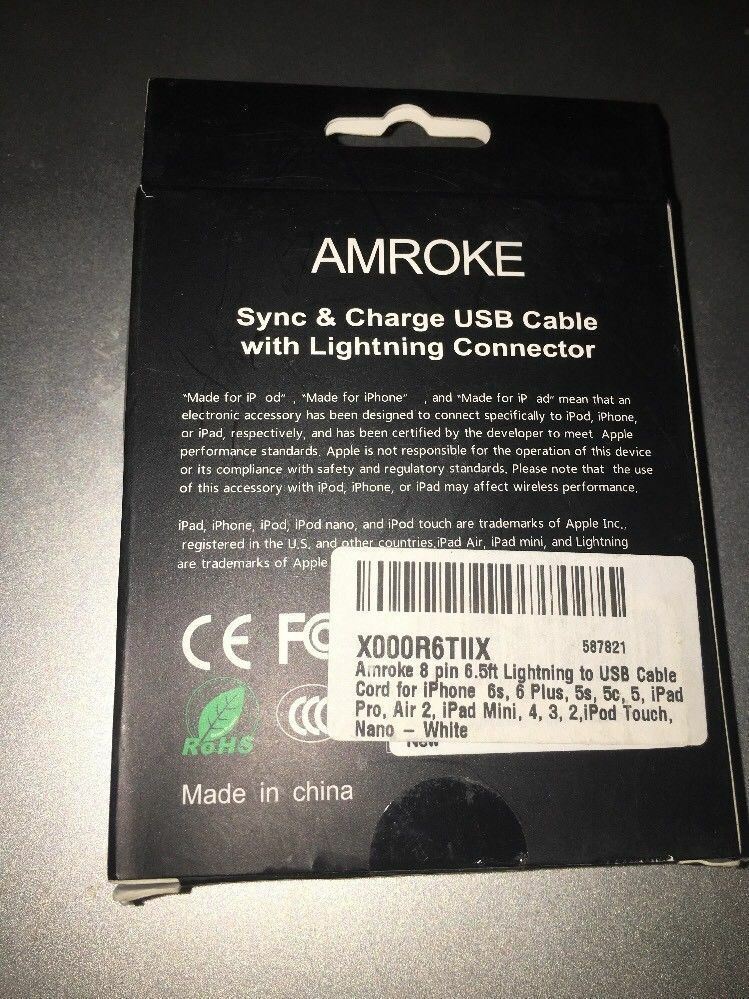 AMROKE
Sync & Charge USB Cable
with Lightning Connector
"Made for iP od" , "Made for iPhone" , and "Made for iP ad" mean that an
electronic accessory has been designed to connect specifically to iPod, iPhone,
or iPad, respectively, and has been certified by the developer to meet Apple
performance standards. Apple is not responsible for the operation of this device
or its compliance with safety and regulatory standards. Please note that the use
of this accessory with iPod, iPhone, or iPad may affect wireless performance.
iPad, iPhone, iPod, iPod nano, and iPod touch are trademarks of Apple Inc.,
registered in the U.S. and other countries.iPad Air, iPad mini, and Lightning
are trademarks of Apple
X000R6TIIX 587821
Amroke 8 pin 6.5ft Lightning to USB Cable
Cord for iPhone 6s, 6 Plus, 5s, 5c, 5, iPad
Pro, Air 2, iPad Mini, 4, 3, 2,iPod Touch,
Nano - White
New
CE FC
CCC
RoHS
Made in china